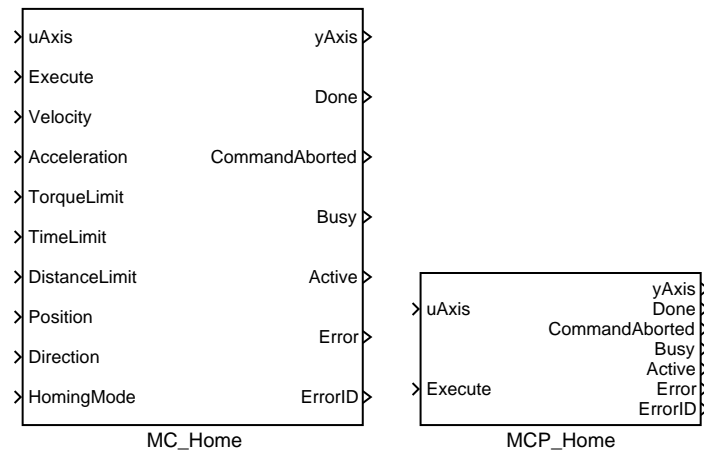 uAxis
Execute
Velocity
Acceleration
TorqueLimit
TimeLimit
DistanceLimit
Position
Direction
HomingMode
yAxis
Done
CommandAborted
Busy
Active
Error
ErrorID
MC_Home
uAxis
Execute
yAxis
Done
CommandAborted
Busy
Active
Error
ErrorID
MCP_Home